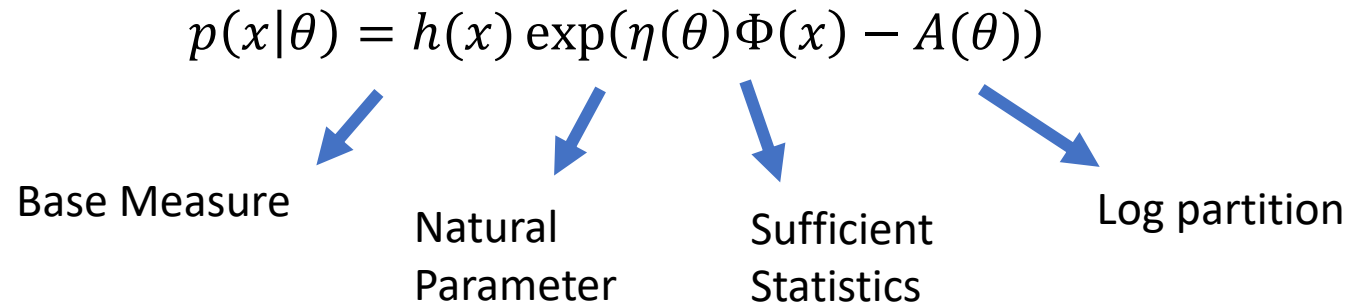 p(x|θ) = h(x) exp(η(θ)Φ(x) − A(θ))
Base Measure
Natural
Parameter
Sufficient
Statistics
Log partition